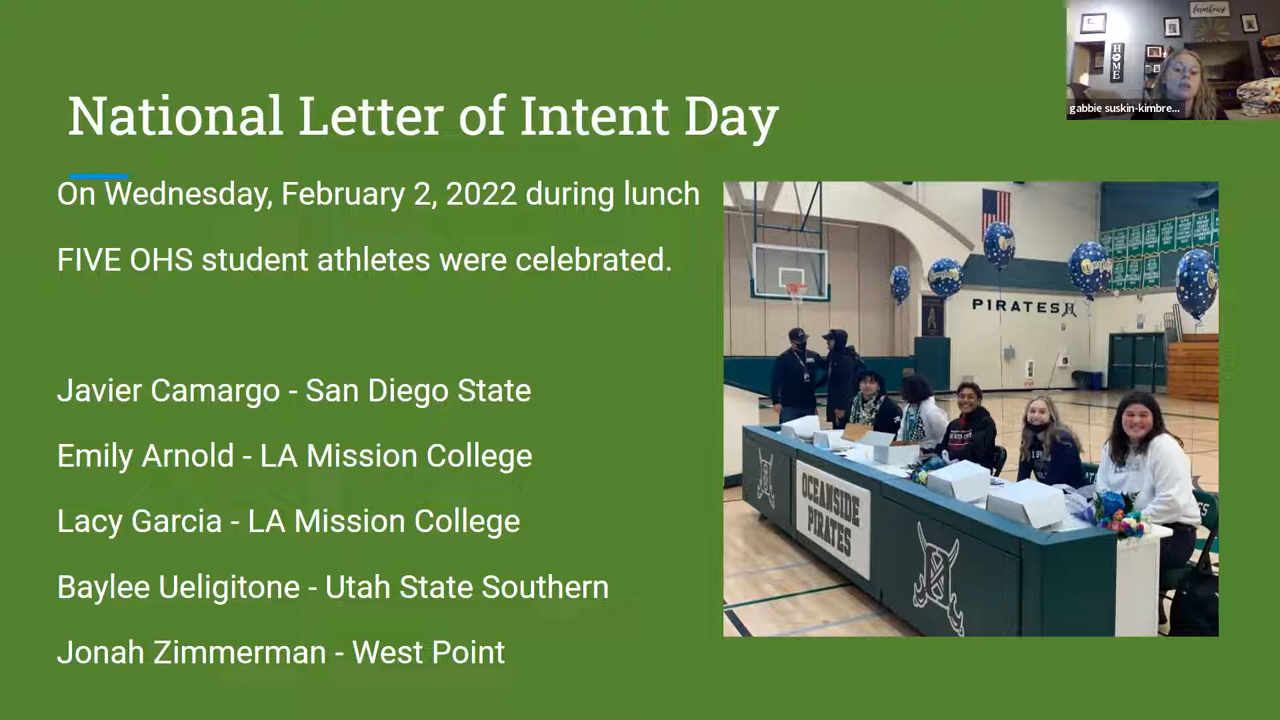 farmhouse
HOME
gabbie suskin-kimbre...
National Letter of Intent Day
On Wednesday, February 2, 2022 during lunch
FIVE OHS student athletes were celebrated.
Javier Camargo - San Diego State
Emily Arnold - LA Mission College
Lacy Garcia - LA Mission College
Baylee Ueligitone - Utah State Southern
Jonah Zimmerman - West Point
PIRATES
OCEANSIDE
PIRATES